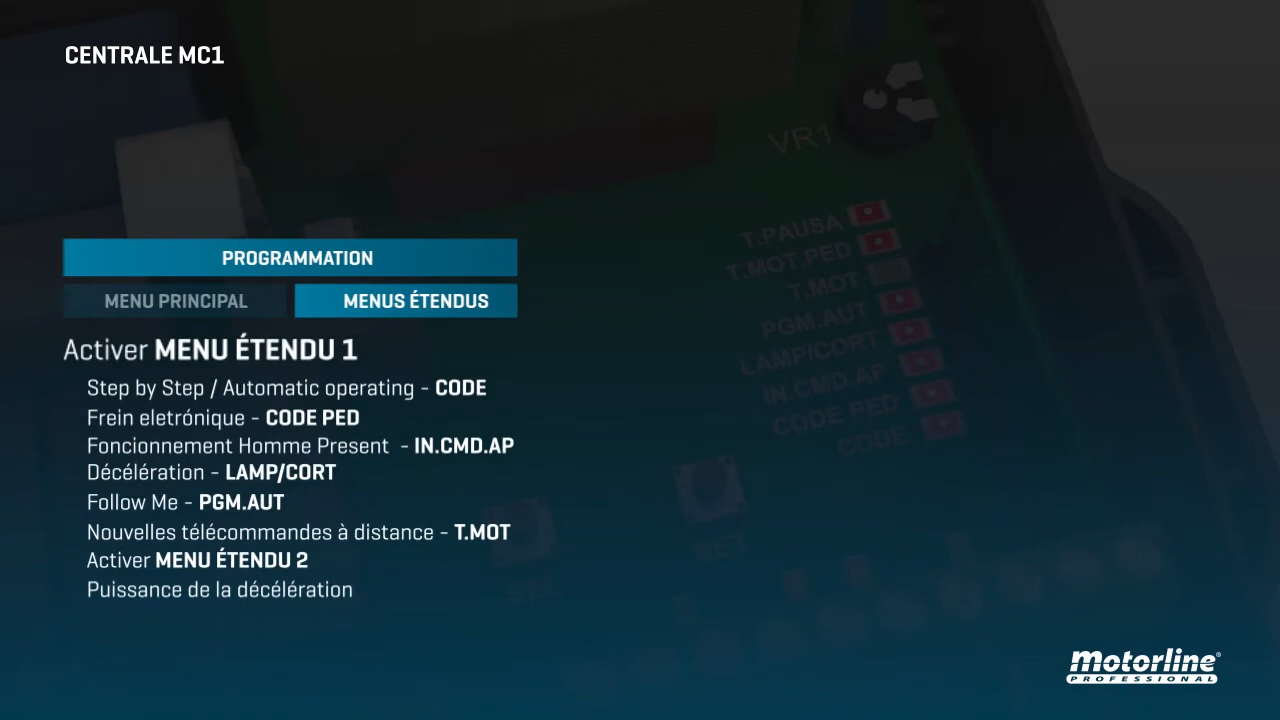 CENTRALE MC1
VR1
T.PAUSA
T.MOT.PED
T.MOT
PGM.AUT
LAMP/CORT
IN.CMD.AP
CODE PED
CODE
PROGRAMMATION
MENU PRINCIPAL
MENUS ÉTENDUS
Activer MENU ÉTENDU 1
Step by Step / Automatic operating - CODE
Frein eletrónique - CODE PED
Foncionnement Homme Present - IN.CMD.AP
Décélération - LAMP/CORT
Follow Me - PGM.AUT
Nouvelles télécommandes à distance - T.MOT
Activer MENU ÉTENDU 2
Puissance de la décélération
SET
SEL
Motorline®
PROFESSIONAL